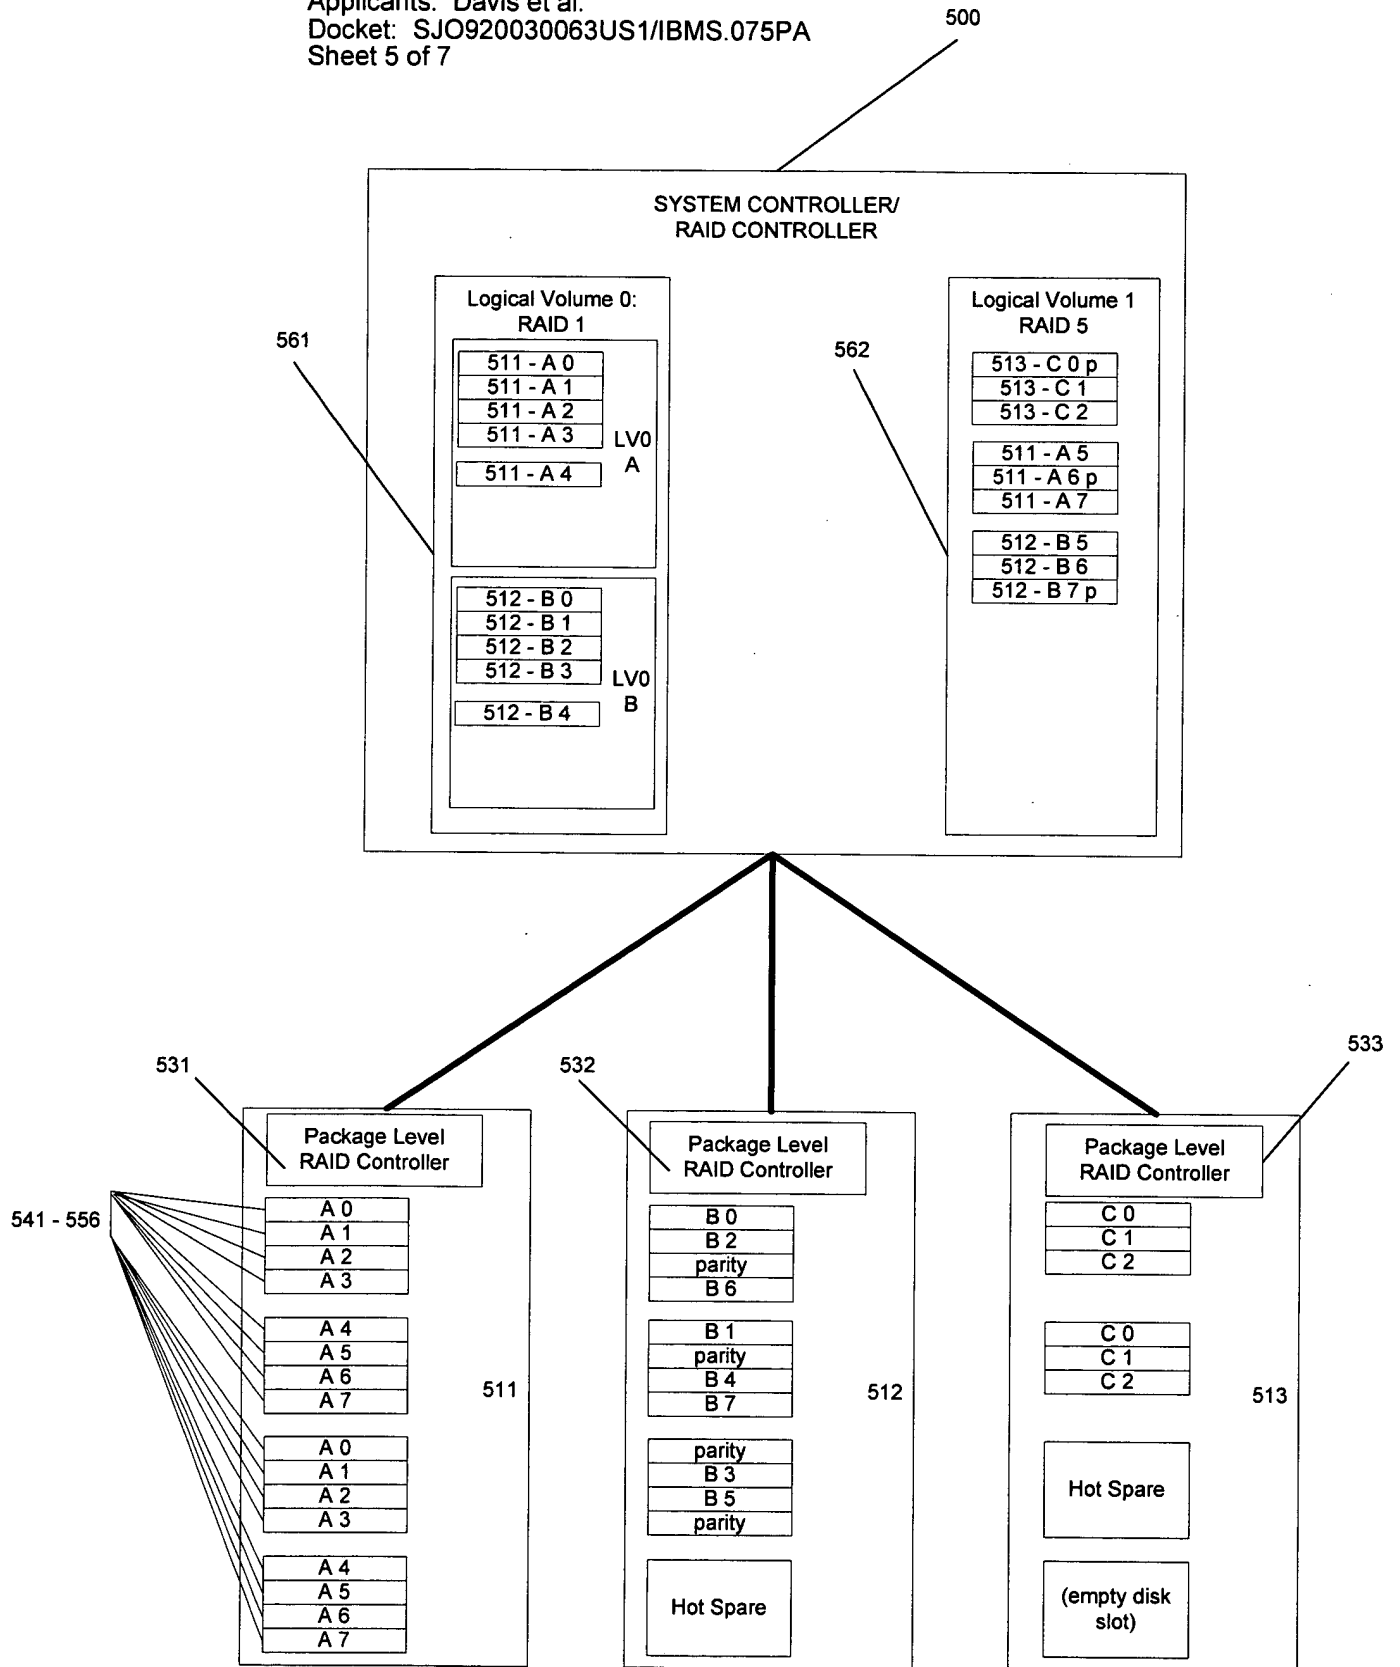 Applicants: Davis et al.
Docket: SJO920030063US1/IBMS.075PA
Sheet 5 of 7
500
SYSTEM CONTROLLER/
RAID CONTROLLER
Logical Volume 0:
RAID 1
511 - A 0
511 - A 1
511 - A 2
511 - A 3
LV0
A
511 - A 4
512 - B 0
512 - B 1
512 - B 2
512 - B 3
LV0
B
512 - B 4
561
Logical Volume 1
RAID 5
513 - C 0 p
513 - C 1
513 - C 2
511 - A 5
511 - A 6 p
511 - A 7
512 - B 5
512 - B 6
512 - B 7 p
562
531
Package Level
RAID Controller
541 - 556
A 0
A 1
A 2
A 3
A 4
A 5
A 6
A 7
A 0
A 1
A 2
A 3
A 4
A 5
A 6
A 7
511
532
Package Level
RAID Controller
B 0
B 2
parity
B 6
B 1
parity
B 4
B 7
parity
B 3
B 5
parity
Hot Spare
512
533
Package Level
RAID Controller
C 0
C 1
C 2
C 0
C 1
C 2
Hot Spare
(empty disk
slot)
513